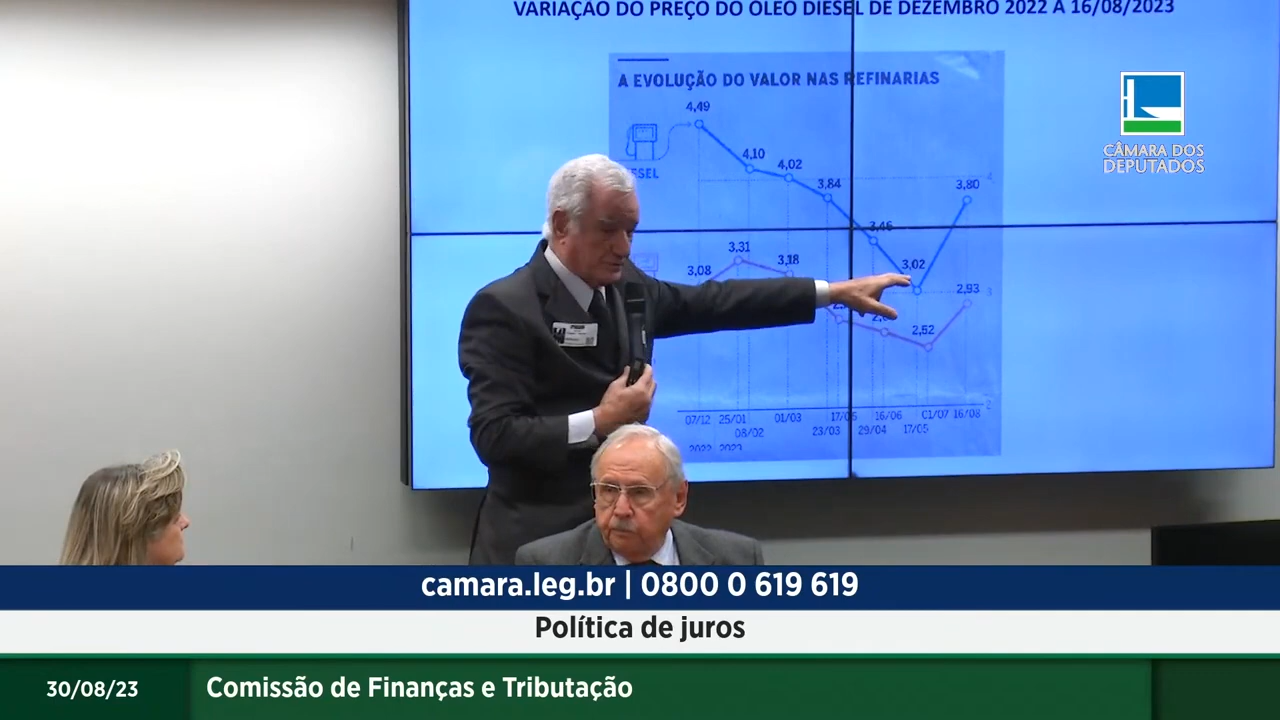 VARIAÇÃO DO PREÇO DO ÓLEO DIESEL DE DEZEMBRO 2022 A 16/08/2023
A EVOLUÇÃO DO VALOR NAS REFINARIAS
CÂMARA DOS
DEPUTADOS
4,49
4,10
4,02
3,84
3,46
3,02
3,80
4
3,08
3,31
3,18
2,52
2,93
3
2
07/12 25/01 01/03 16/06 01/07 16/08
08/02 23/03 29/04 17/05
2022 2023
camara.leg.br | 0800 0 619 619
Política de juros
30/08/23
Comissão de Finanças e Tributação